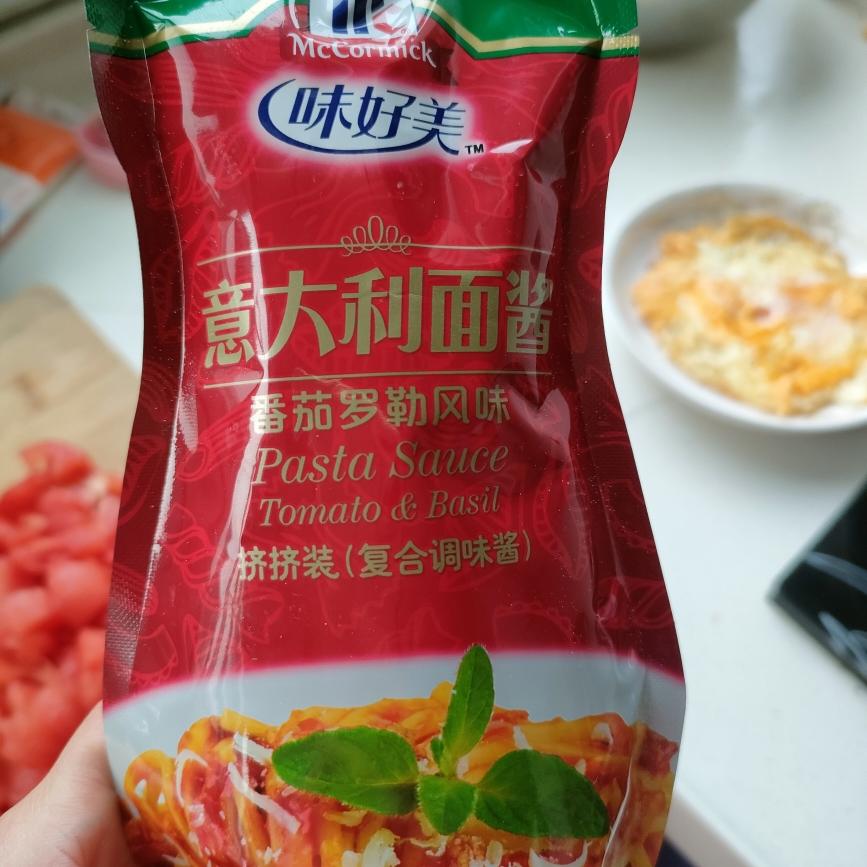 McCormick
味好美™
意大利面酱
番茄罗勒风味
Pasta Sauce
Tomato & Basil
挤挤装(复合调味酱)